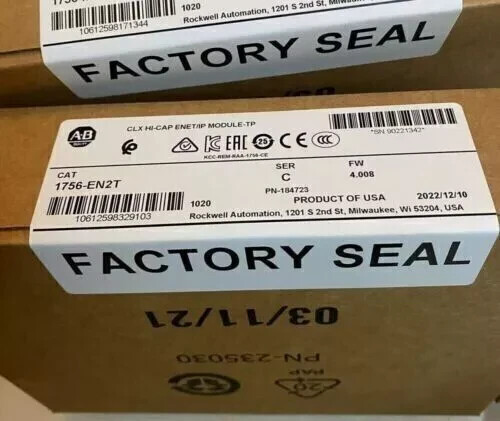 1020
10612598171344
Rockwell Automation, 1201 S 2nd St, Milwaukee,
FACTORY SEAL
A-B
CLX HI-CAP ENET/IP MODULE-TP
25
KCC-REM-RAA-1756-CE
*SN 90221342*
CAT
1756-EN2T
SER
C
FW
4.008
PN-184723
PRODUCT OF USA
2022/12/10
1020
10612598329103
Rockwell Automation, 1201 S 2nd St, Milwaukee, Wi 53204, USA
FACTORY SEAL
03/11/21
PN-235030
20
PAP